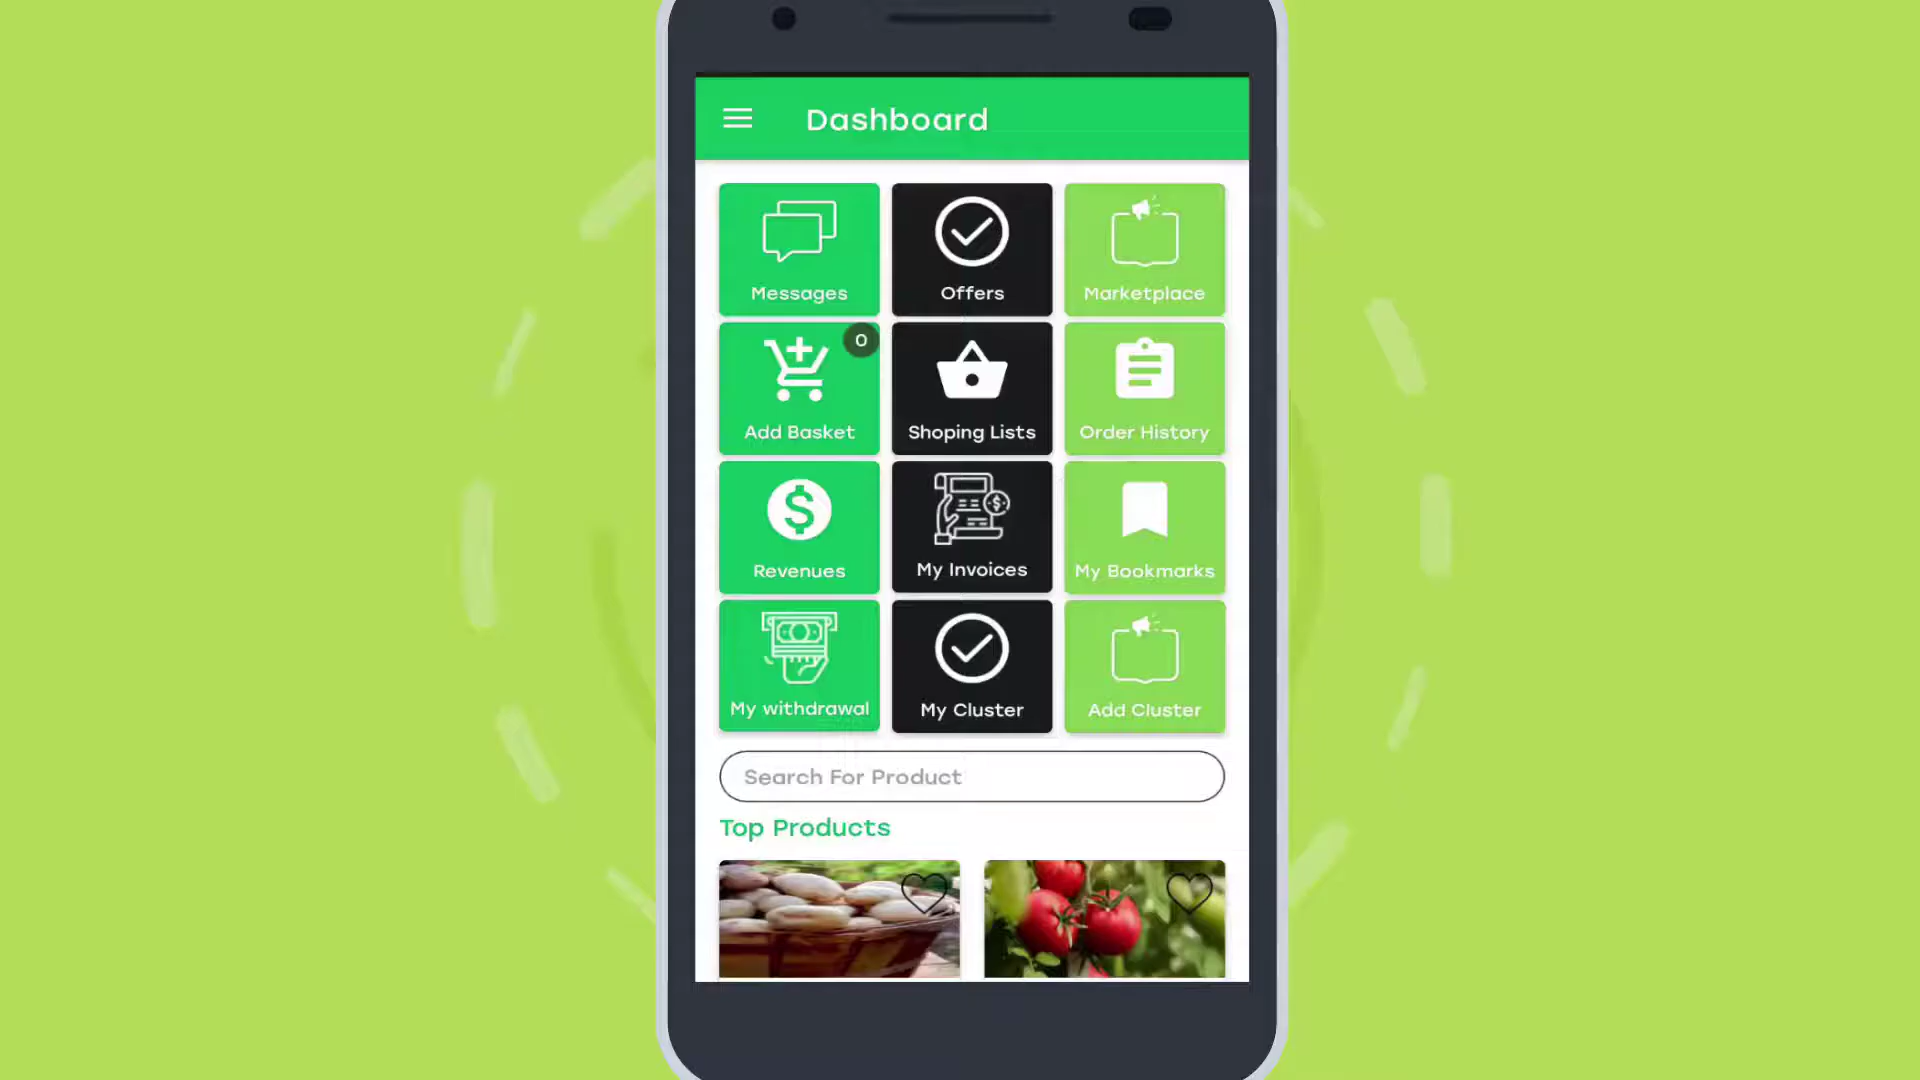 Dashboard
Messages
Offers
Marketplace
0
Add Basket
Shoping Lists
Order History
Revenues
My Invoices
My Bookmarks
My withdrawal
My Cluster
Add Cluster
Search For Product
Top Products